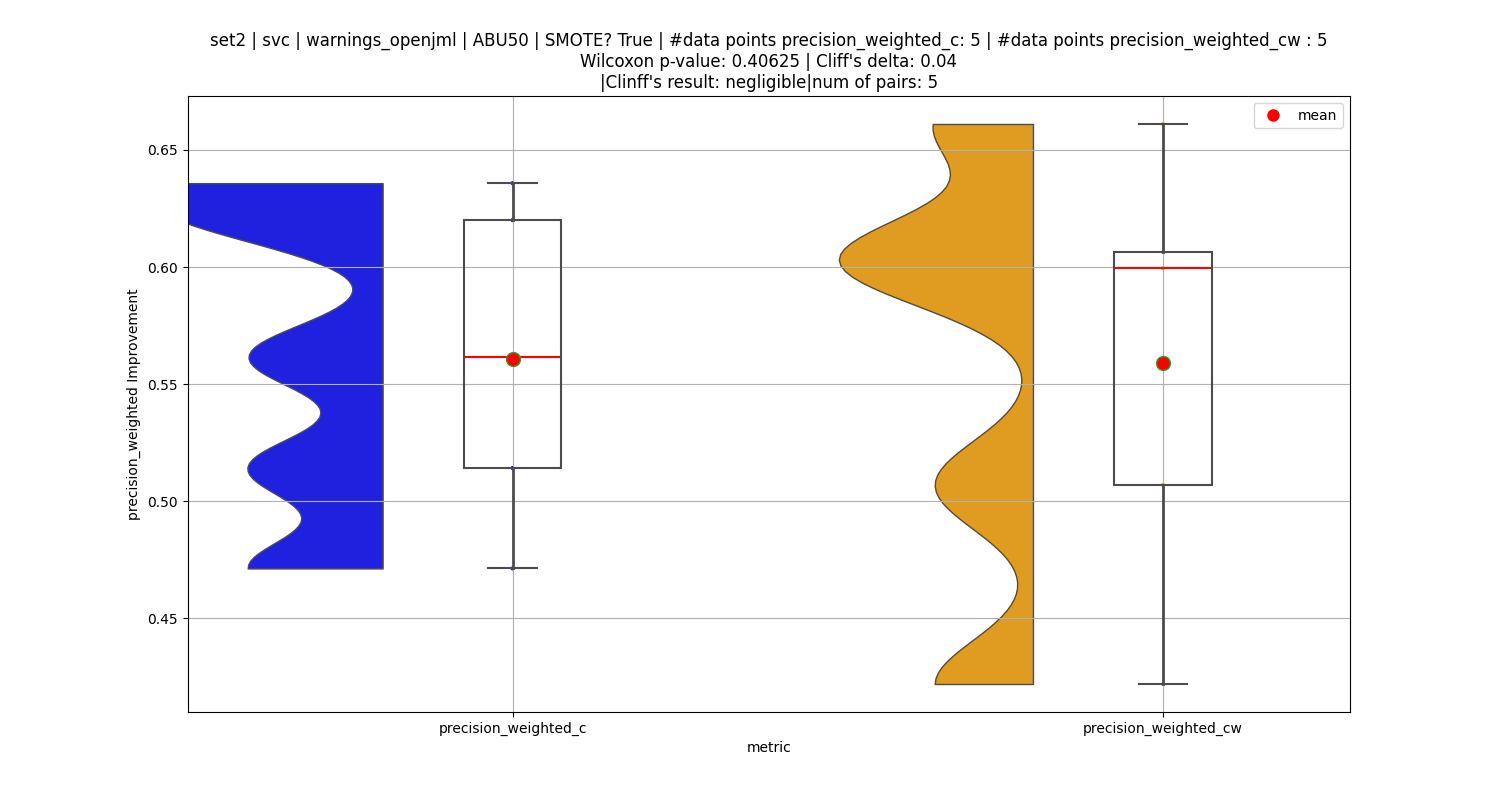 set2 | svc | warnings_openjml | ABU50 | SMOTE? True | #data points precision_weighted_c: 5 | #data points precision_weighted_cw : 5
Wilcoxon p-value: 0.40625 | Cliff's delta: 0.04
|Clinff's result: negligible|num of pairs: 5
mean
0.65
0.60
0.55
0.50
0.45
precision_weighted Improvement
precision_weighted_c
precision_weighted_cw
metric